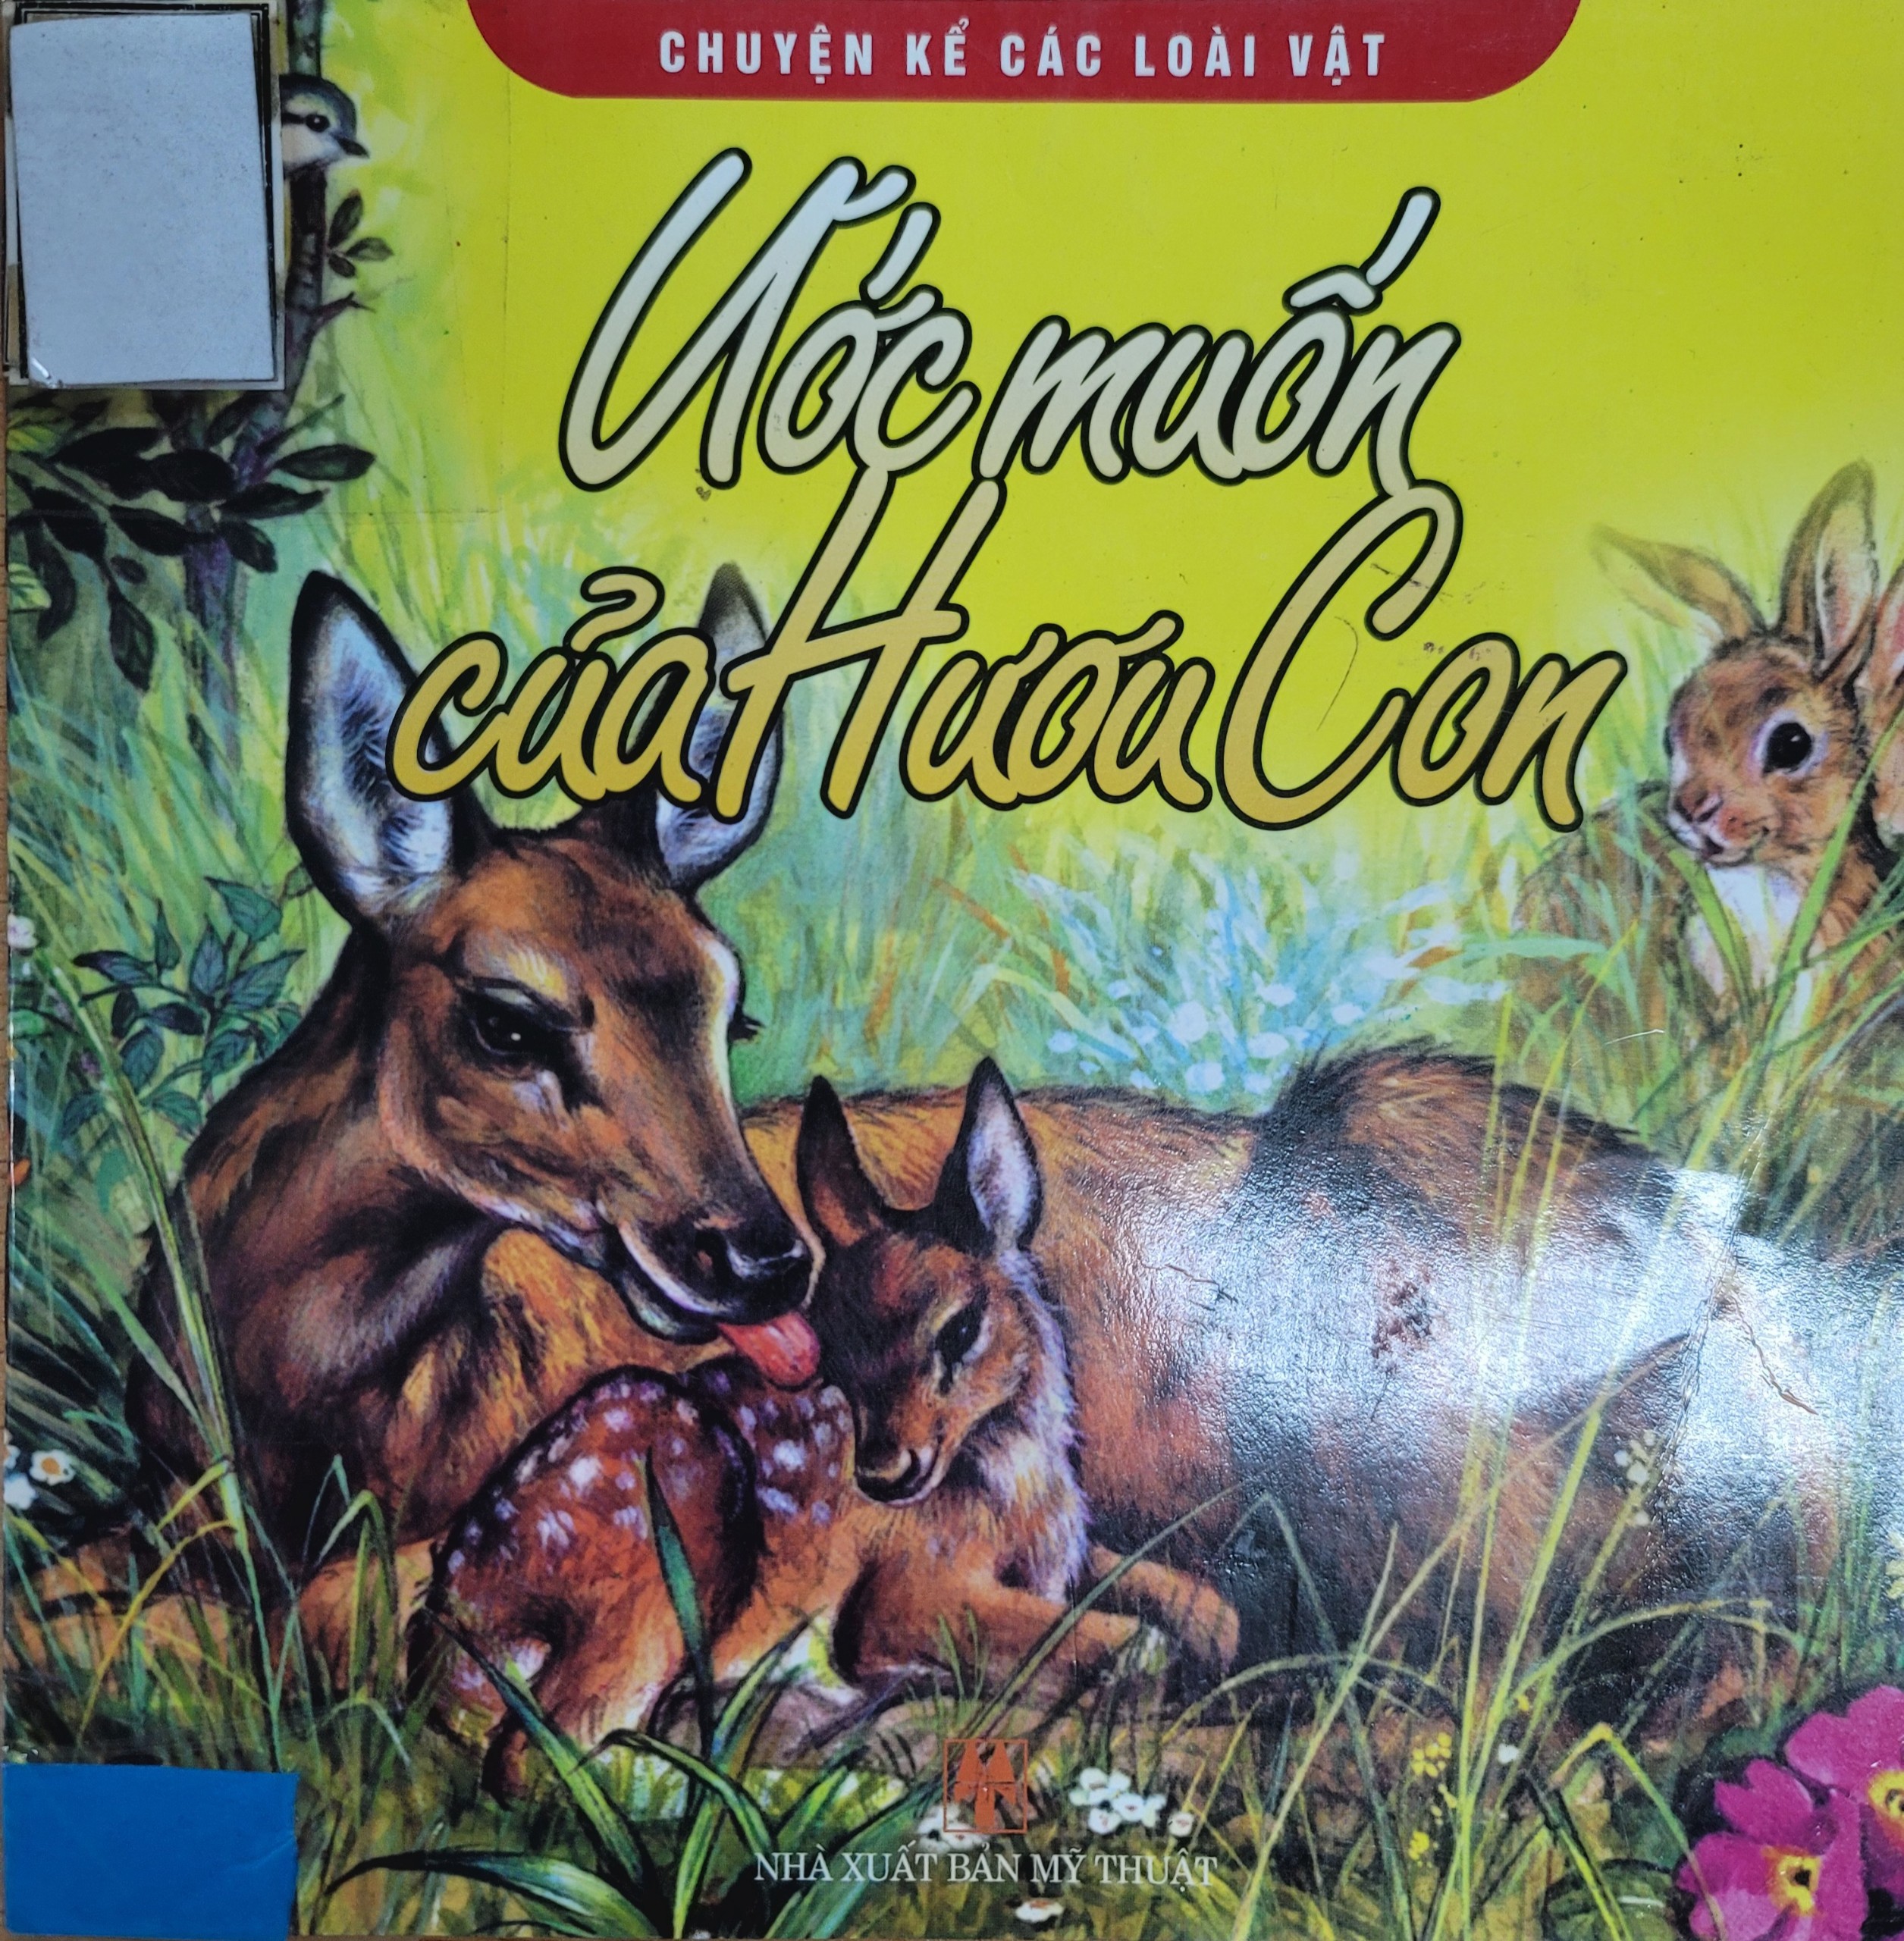 CHUYỆN KỂ CÁC LOÀI VẬT
Ước muốn
của Hươu Con
NHÀ XUẤT BẢN MỸ THUẬT